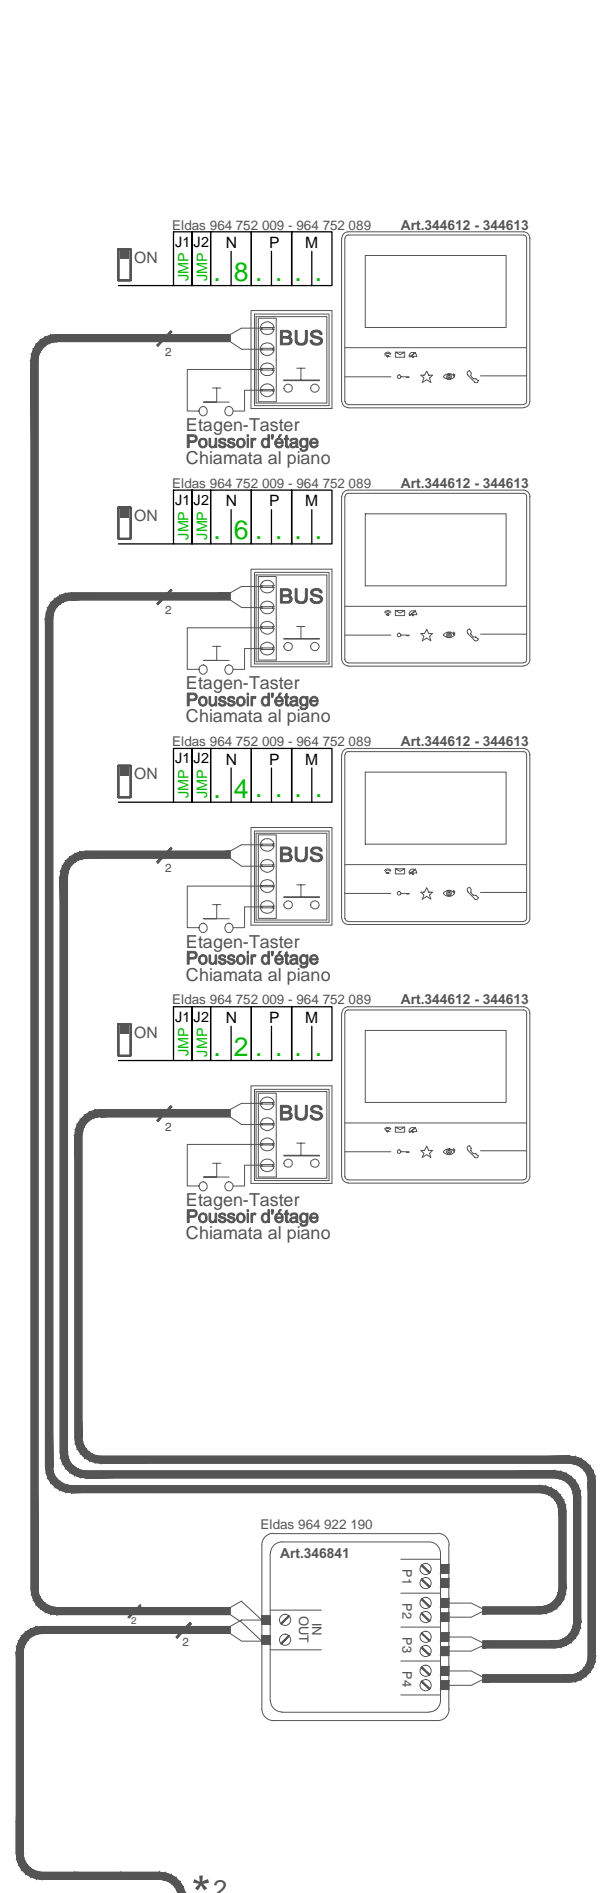 Eldas 964 752 009 - 964 752 089 Art.344612 - 344613
ON J1 J2 N P M
JMP JMP . 8 . . . .
2
BUS
Etagen-Taster
Poussoir d'étage
Chiamata al piano
Eldas 964 752 009 - 964 752 089 Art.344612 - 344613
ON J1 J2 N P M
JMP JMP . 6 . . . .
2
BUS
Etagen-Taster
Poussoir d'étage
Chiamata al piano
Eldas 964 752 009 - 964 752 089 Art.344612 - 344613
ON J1 J2 N P M
JMP JMP . 4 . . . .
2
BUS
Etagen-Taster
Poussoir d'étage
Chiamata al piano
Eldas 964 752 009 - 964 752 089 Art.344612 - 344613
ON J1 J2 N P M
JMP JMP . 2 . . . .
2
BUS
Etagen-Taster
Poussoir d'étage
Chiamata al piano
Eldas 964 922 190
Art.346841
P1
P2
P3
P4
IN
OUT
2
2
*2